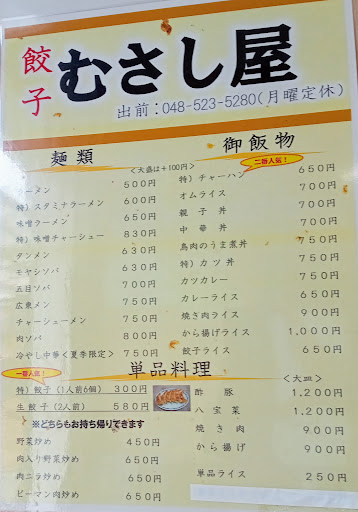 餃子
むさし屋
出前：048-523-5280(月曜定休)
麺類
＜大盛は＋100円＞
ラーメン 500円
特）スタミナラーメン 600円
味噌ラーメン 650円
特）味噌チャーシュー 830円
タンメン 630円
モヤシソバ 630円
五目ソバ 700円
広東メン 750円
チャーシューメン 750円
肉ソバ 800円
冷やし中華＜夏季限定＞ 750円
御飯物
二番人気！
特）チャーハン 650円
オムライス 700円
親子丼 700円
中華丼 700円
鳥肉のうま煮丼 750円
特）カツ丼 750円
カツカレー 750円
カレーライス 650円
焼き肉ライス 900円
から揚げライス 1,000円
餃子ライス 650円
単品料理
一番人気！
特）餃子（1人前6個） 300円
生餃子（2人前） 580円
※どちらもお持ち帰りできます
野菜炒め 450円
肉入り野菜炒め 650円
肉ニラ炒め 650円
ピーマン肉炒め 650円
＜大皿＞
酢豚 1,200円
八宝菜 1,200円
焼き肉 900円
から揚げ 900円
単品ライス 250円